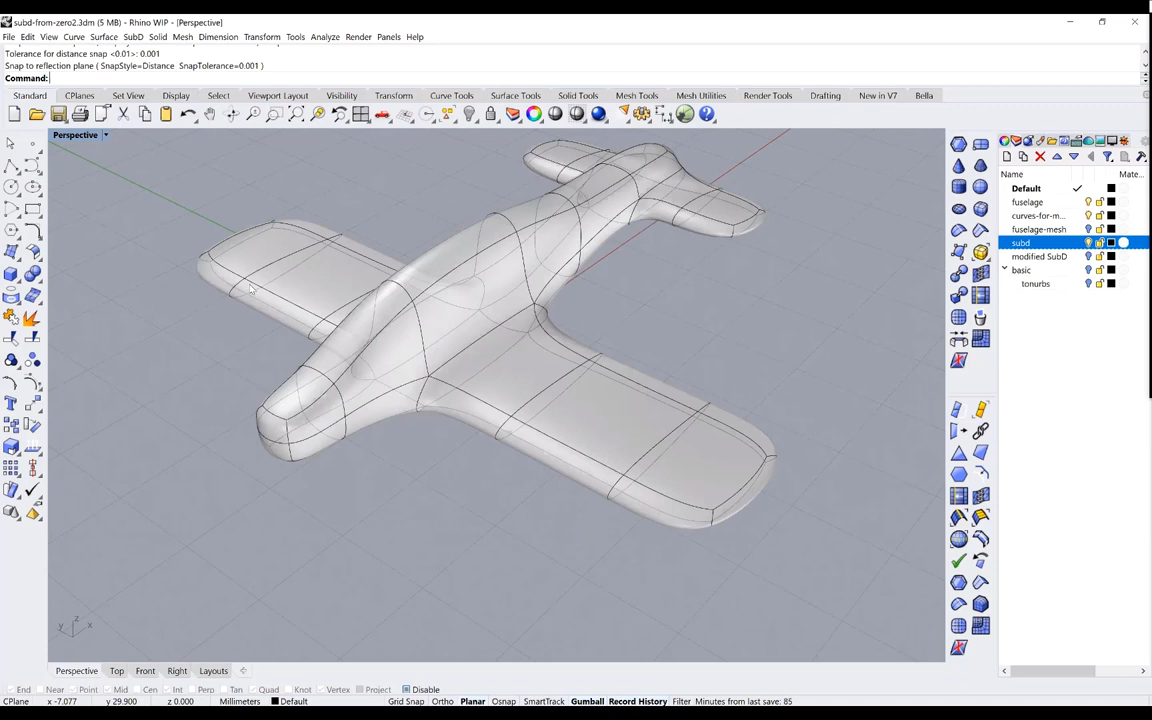 subd-from-zero2.3dm (5 MB) - Rhino WIP - [Perspective]
File Edit View Curve Surface SubD Solid Mesh Dimension Transform Tools Analyze Render Panels Help
Tolerance for distance snap <0.01>: 0.001
Snap to reflection plane ( SnapStyle=Distance SnapTolerance=0.001 )
Command:
Standard CPlanes Set View Display Select Viewport Layout Visibility Transform Curve Tools Surface Tools Solid Tools Mesh Tools Mesh Utilities Render Tools Drafting New in V7 Bella
Perspective
Name Mate...
Default
fuselage
curves-for-m...
fuselage-mesh
subd
modified SubD
basic
tonurbs
z
y x
Perspective Top Front Right Layouts
End Near Point Mid Cen Int Perp Tan Quad Knot Vertex Project Disable
CPlane x -7.077 y 29.900 z 0.000 Millimeters Default Grid Snap Ortho Planar Osnap SmartTrack Gumball Record History Filter Minutes from last save: 85